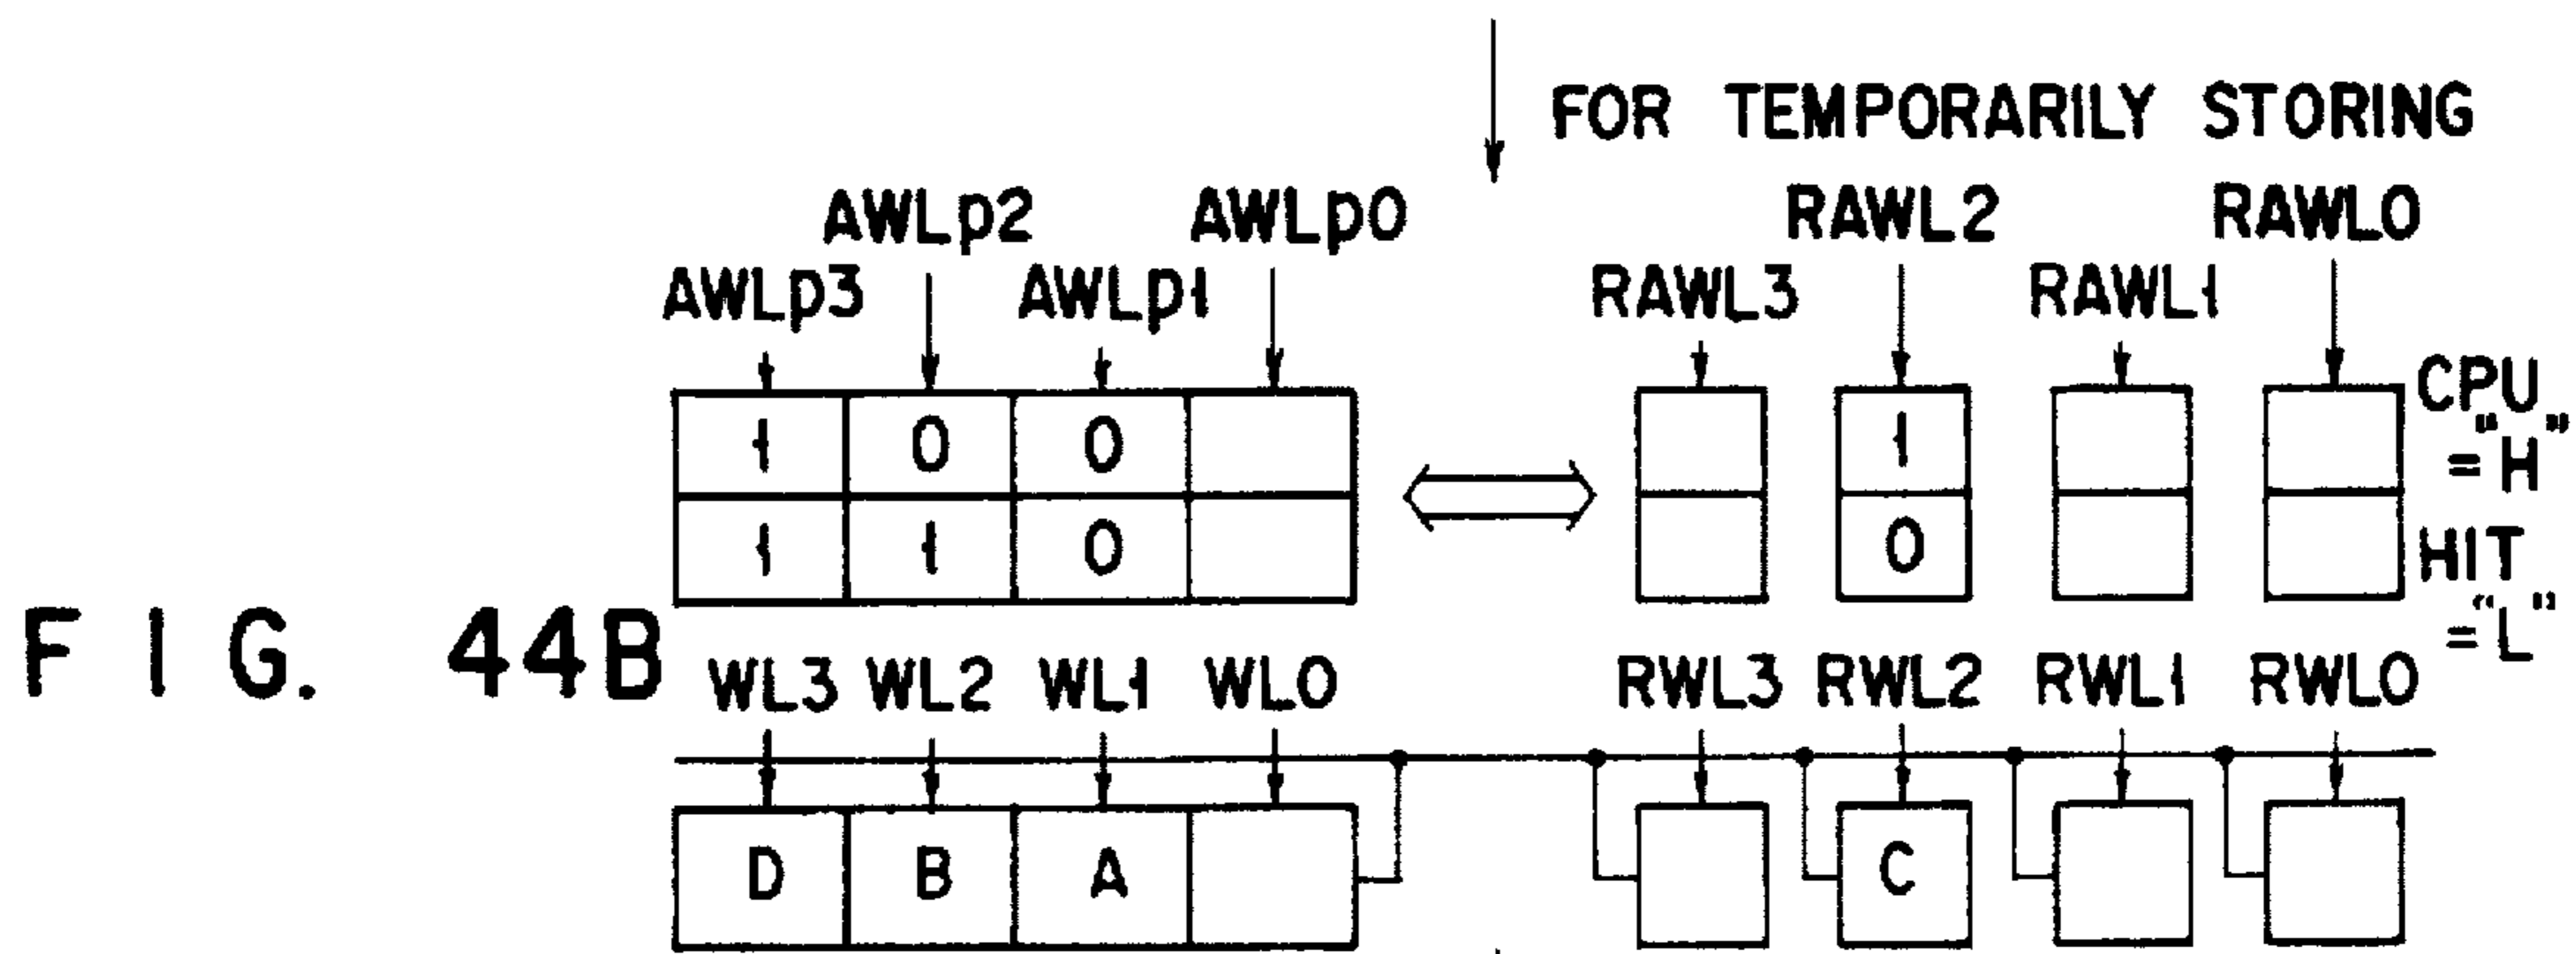 FOR TEMPORARILY STORING
AWLp2 AWLp0 RAWL2 RAWL0
AWLp3 AWLp1 RAWL3 RAWL1
CPU
1 0 0 1 ="H"
1 1 0 0 HIT
="L"
FIG. 44B
WL3 WL2 WL1 WL0 RWL3 RWL2 RWL1 RWL0
D B A C